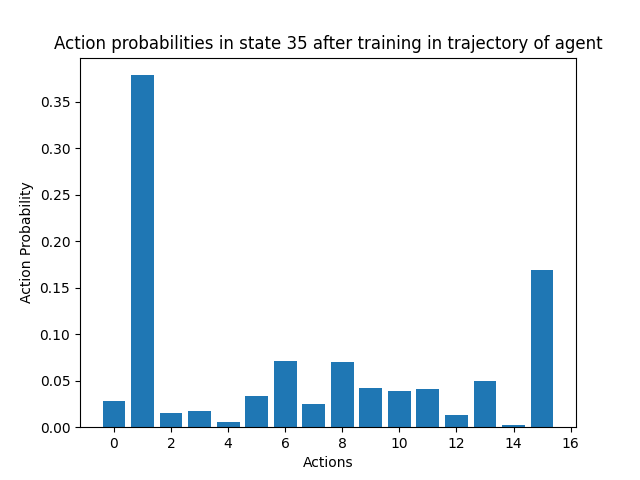 Action probabilities in state 35 after training in trajectory of agent
0.35
0.30
0.25
0.20
0.15
0.10
0.05
0.00
Action Probability
0 2 4 6 8 10 12 14 16
Actions